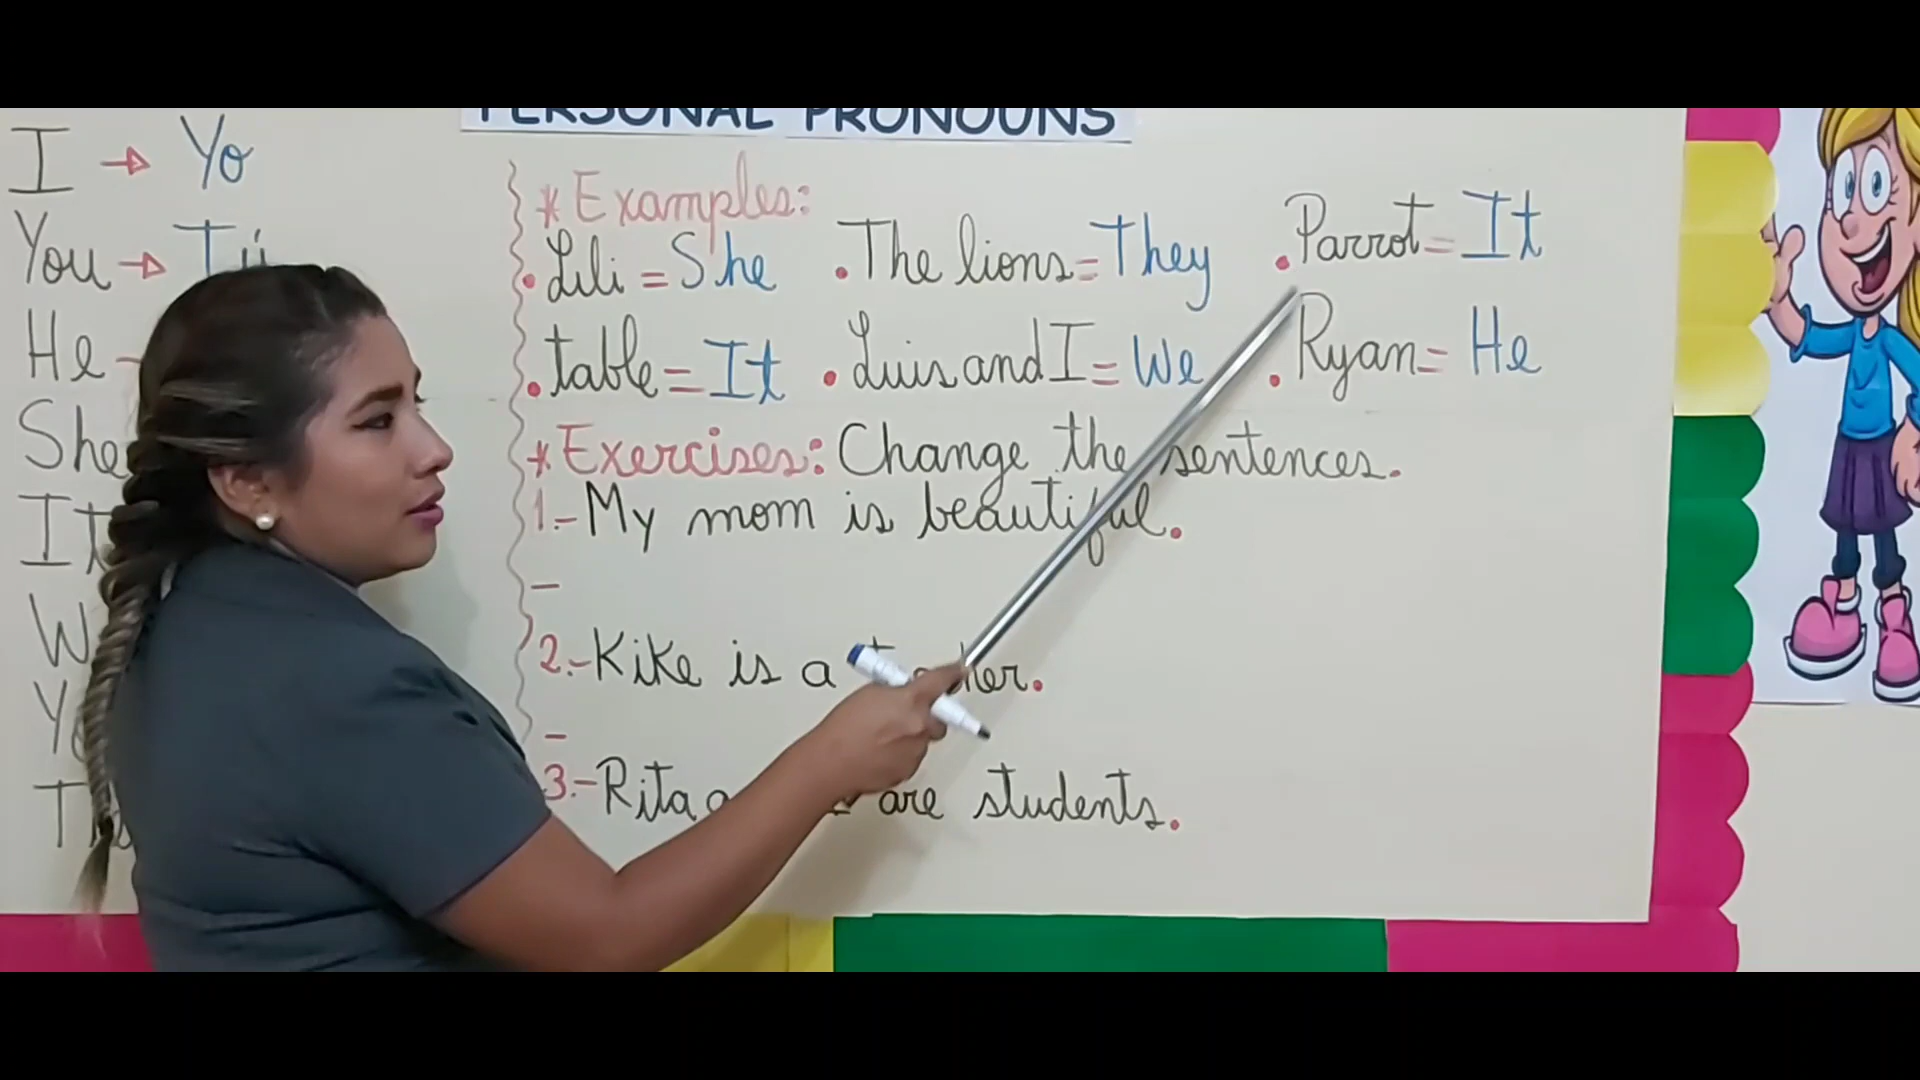 PERSONAL PRONOUNS
I → Yo
You → Tú
He
She
It
* Examples:
. Lili = She . The lions = They . Parrot = It
. table = It . Luis and I = We . Ryan = He
* Exercises: Change the sentences.
1.- My mom is beautiful.
-
2.- Kike is a
-
3.- Rita are students.